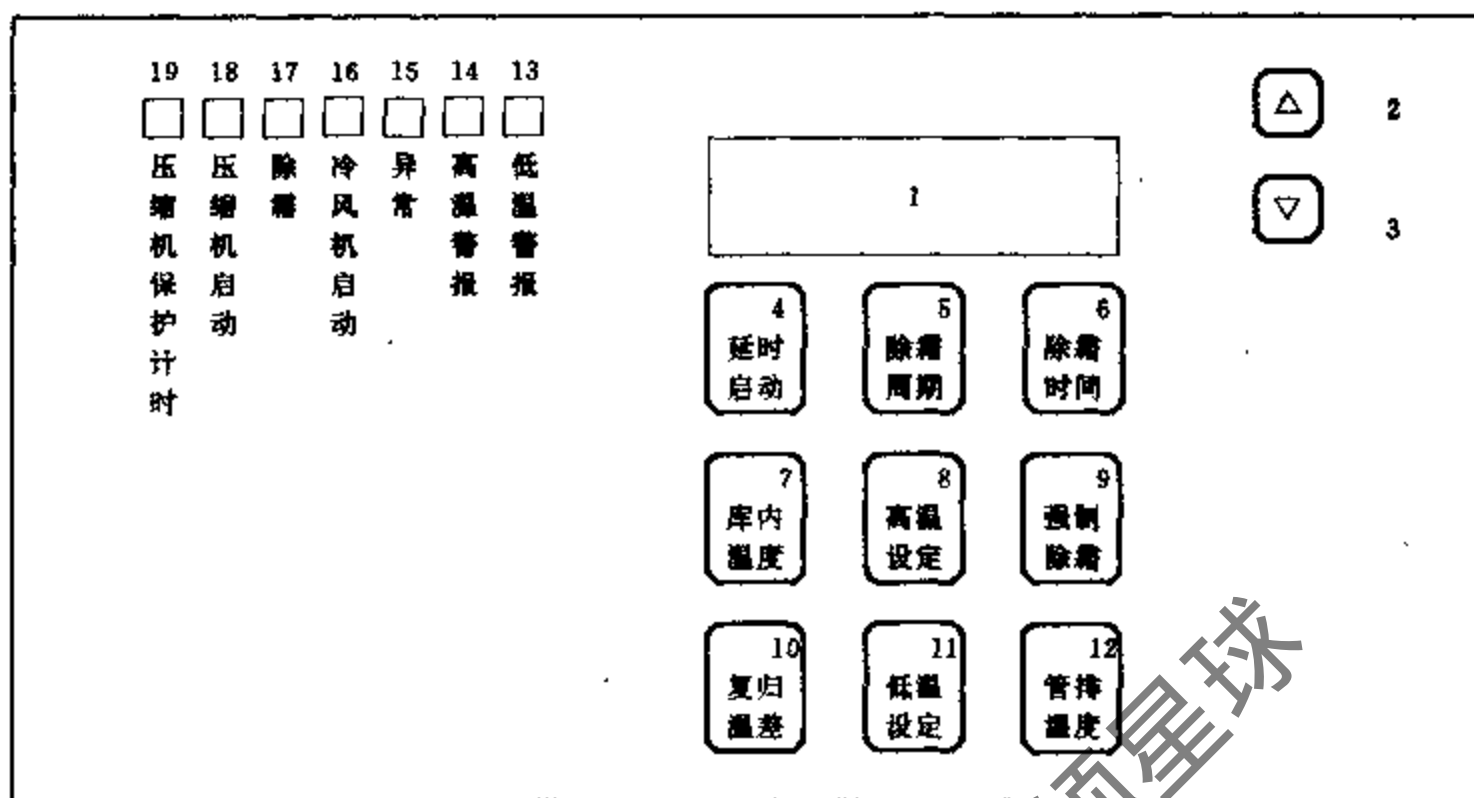 19 18 17 16 15 14 13
压缩机保护计时
压缩机启动
除霜
冷风机启动
异常
高温警报
低温警报
1
2
3
4
延时
启动
5
除霜
周期
6
除霜
时间
7
库内
温度
8
高温
设定
9
强制
除霜
10
复归
温差
11
低温
设定
12
管排
温度
星球